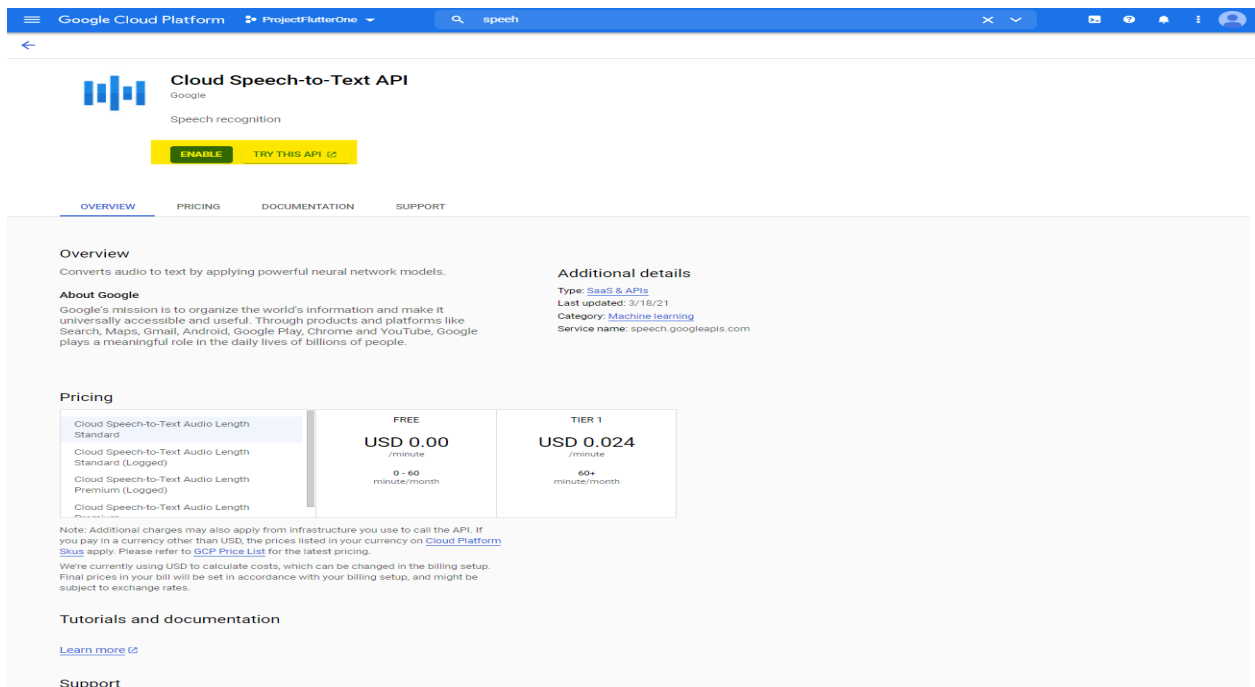 Google Cloud Platform ProjectFlutterOne speeh
Cloud Speech-to-Text API
Google
Speech recognition
ENABLE TRY THIS API
OVERVIEW PRICING DOCUMENTATION SUPPORT
Overview
Converts audio to text by applying powerful neural network models.
About Google
Google's mission is to organize the world's information and make it
universally accessible and useful. Through products and platforms like
Search, Maps, Gmail, Android, Google Play, Chrome and YouTube, Google
plays a meaningful role in the daily lives of billions of people.
Additional details
Type: SaaS & APIs
Last updated: 3/18/21
Category: Machine learning
Service name: speech.googleapis.com
Pricing
Cloud Speech-to-Text Audio Length
Standard
Cloud Speech-to-Text Audio Length
Standard (Logged)
Cloud Speech-to-Text Audio Length
Premium (Logged)
Cloud Speech-to-Text Audio Length
Premium
FREE
USD 0.00
/minute
0 - 60
minute/month
TIER 1
USD 0.024
/minute
60+
minute/month
Note: Additional charges may also apply from infrastructure you use to call the API. If
you pay in a currency other than USD, the prices listed in your currency on Cloud Platform
Skus apply. Please refer to GCP Price List for the latest pricing.
We're currently using USD to calculate costs, which can be changed in the billing setup.
Final prices in your bill will be set in accordance with your billing setup, and might be
subject to exchange rates.
Tutorials and documentation
Learn more
Support